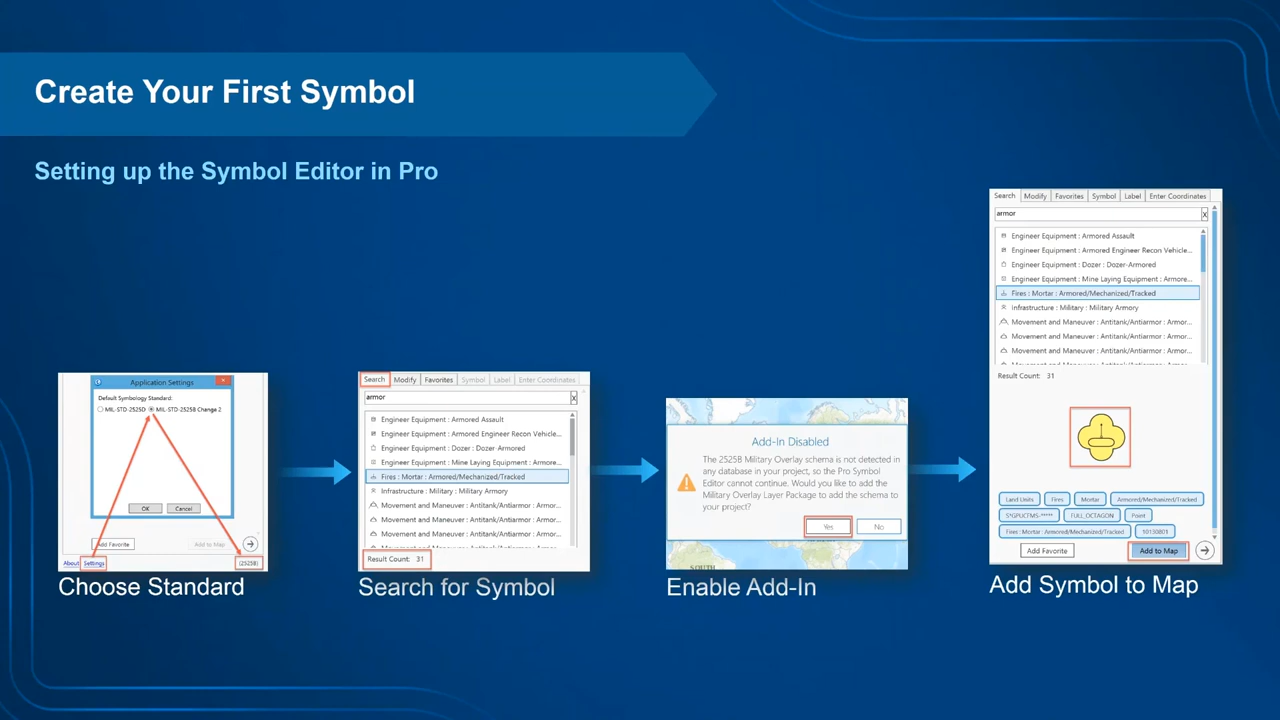 Create Your First Symbol
Setting up the Symbol Editor in Pro
Application Settings
Default Symbology Standard:
MIL-STD-2525D MIL-STD-2525B Change 2
OK Cancel
Add Favorite Add to Map
About Settings (2525B)
Choose Standard
Search Modify Favorites Symbol Label Enter Coordinates
armor X
Engineer Equipment : Armored Assault
Engineer Equipment : Armored Engineer Recon Vehicle...
Engineer Equipment : Dozer : Dozer-Armored
Engineer Equipment : Mine Laying Equipment : Armore...
Fires : Mortar : Armored/Mechanized/Tracked
Infrastructure : Military : Military Armory
Movement and Maneuver : Antitank/Antiarmor : Armor...
Movement and Maneuver : Antitank/Antiarmor : Armor...
Movement and Maneuver : Antitank/Antiarmor : Armor...
Result Count: 31
Search for Symbol
Add-In Disabled
The 2525B Military Overlay schema is not detected in
any database in your project, so the Pro Symbol
Editor cannot continue. Would you like to add the
Military Overlay Layer Package to add the schema to
your project?
Yes No
SOUTH
Enable Add-In
Search Modify Favorites Symbol Label Enter Coordinates
armor X
Engineer Equipment : Armored Assault
Engineer Equipment : Armored Engineer Recon Vehicle...
Engineer Equipment : Dozer : Dozer-Armored
Engineer Equipment : Mine Laying Equipment : Armore...
Fires : Mortar : Armored/Mechanized/Tracked
Infrastructure : Military : Military Armory
Movement and Maneuver : Antitank/Antiarmor : Armor...
Movement and Maneuver : Antitank/Antiarmor : Armor...
Movement and Maneuver : Antitank/Antiarmor : Armor...
Result Count: 31
Land Units Fires Mortar Armored/Mechanized/Tracked
S*GPUCFMS-***** FULL_OCTAGON Point
Fires : Mortar : Armored/Mechanized/Tracked 10130801
Add Favorite Add to Map
Add Symbol to Map